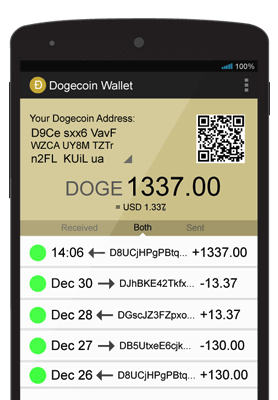 100%
Dogecoin Wallet
Your Dogecoin Address:
D9Ce sxx6 VavF
WZCA UY8M TZTr
n2FL KUiL ua
DOGE 1337.00
= USD 1.337
Received Both Sent
14:06 D8UCjHPgPBtq... +1337.00
Dec 30 DJhBKE42Tkfx... -13.37
Dec 28 DGscJZ3FZpxo... +13.37
Dec 27 DB5UtxeE6cjk... -130.00
Dec 26 D8UCjHPgPBtq... +130.00